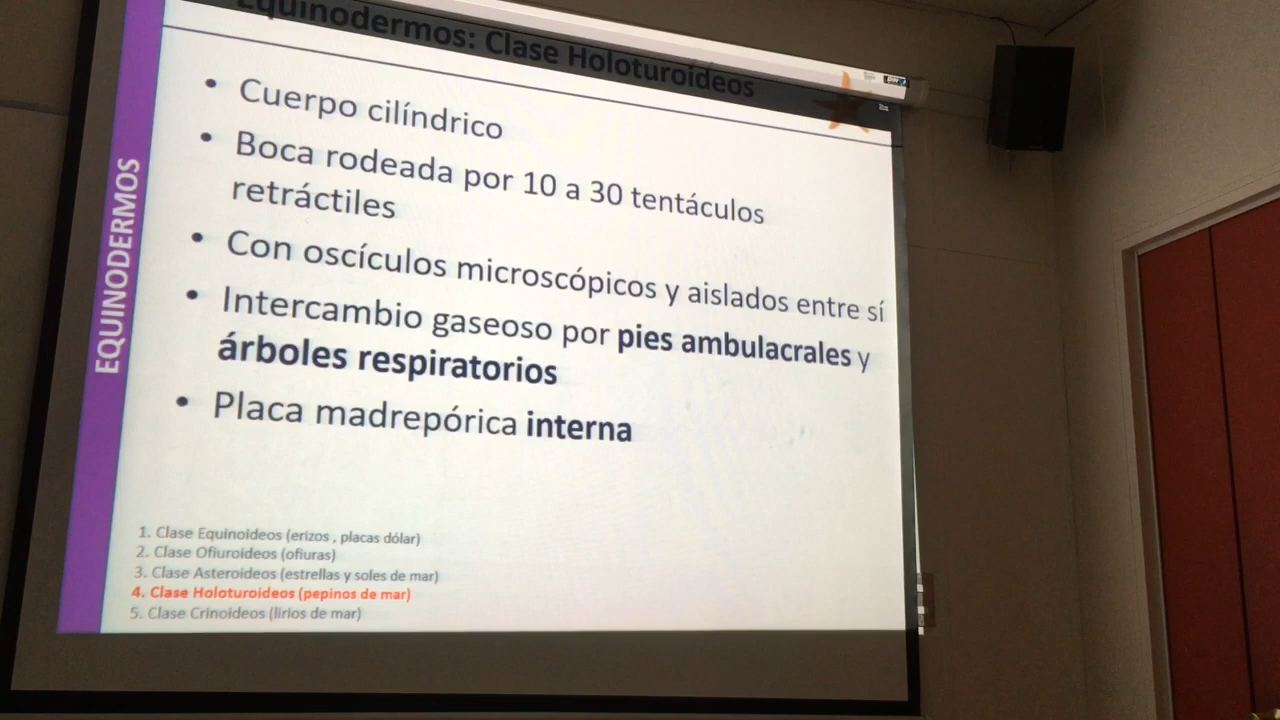 Equinodermos: Clase Holoturoídeos
EQUINODERMOS
• Cuerpo cilíndrico
• Boca rodeada por 10 a 30 tentáculos
retráctiles
• Con oscículos microscópicos y aislados entre sí
• Intercambio gaseoso por pies ambulacrales y
árboles respiratorios
• Placa madrepórica interna
1. Clase Equinoideos (erizos , placas dólar)
2. Clase Ofiuroideos (ofiuras)
3. Clase Asteroideos (estrellas y soles de mar)
4. Clase Holoturoideos (pepinos de mar)
5. Clase Crinoideos (lirios de mar)